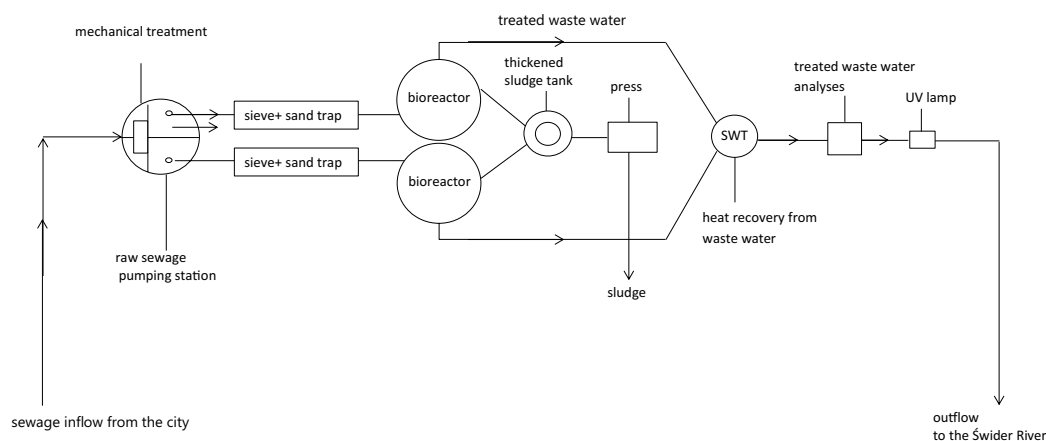 treated waste water
mechanical treatment
thickened
sludge tank
press
treated waste water
analyses
UV lamp
sieve+ sand trap
bioreactor
SWT
sieve+ sand trap
bioreactor
heat recovery from
waste water
raw sewage
pumping station
sludge
sewage inflow from the city
outflow
to the Świder River